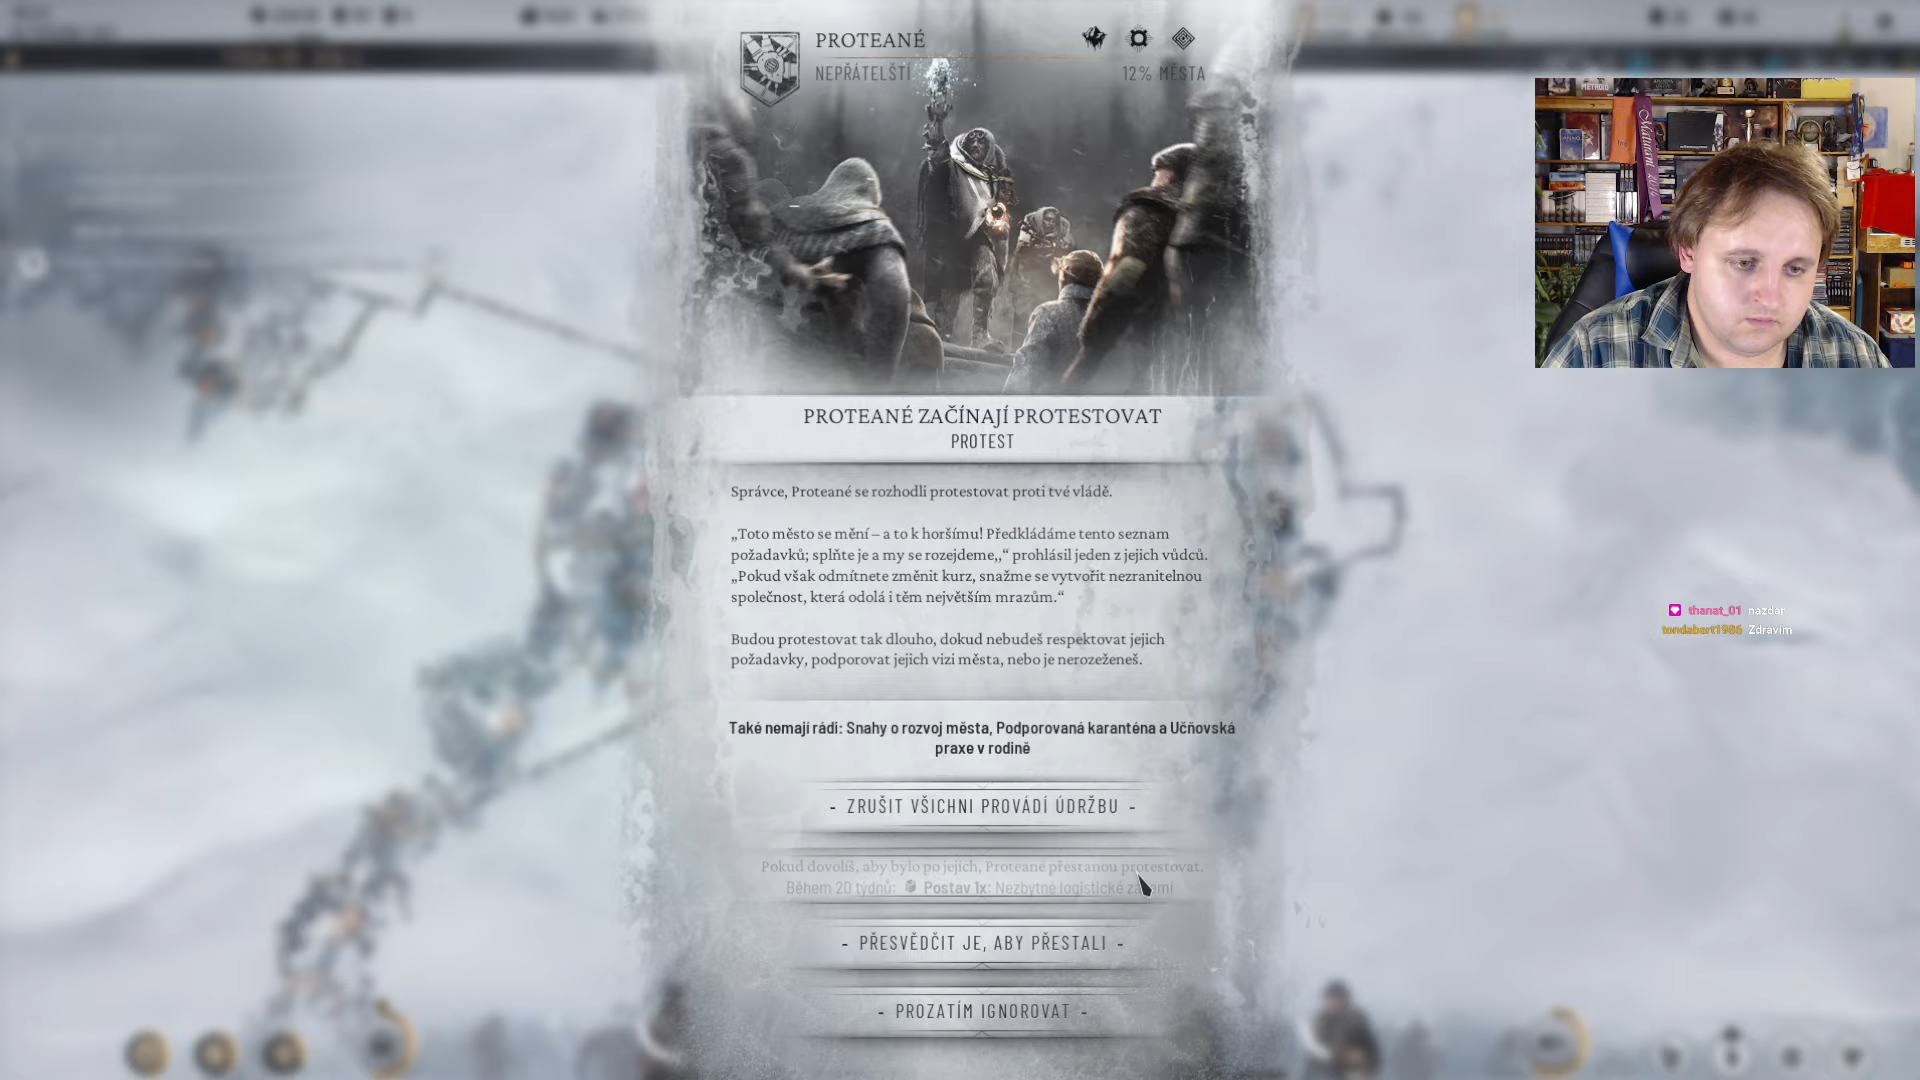 PROTEANÉ
NEPŘÁTELŠTÍ
12% MĚSTA
PROTEANÉ ZAČÍNAJÍ PROTESTOVAT
PROTEST
Správce, Proteané se rozhodli protestovat proti tvé vládě.
„Toto město se mění – a to k horšímu! Předkládáme tento seznam
požadavků; splňte je a my se rozejdeme,,“ prohlásil jeden z jejich vůdců.
„Pokud však odmítnete změnit kurz, snažme se vytvořit nezranitelnou
společnost, která odolá i těm největším mrazům.“
Budou protestovat tak dlouho, dokud nebudeš respektovat jejich
požadavky, podporovat jejich vizi města, nebo je nerozeženeš.
Také nemají rádi: Snahy o rozvoj města, Podporovaná karanténa a Učňovská
praxe v rodině
- ZRUŠIT VŠICHNI PROVÁDÍ ÚDRŽBU -
Pokud dovolíš, aby bylo po jejich, Proteané přestanou protestovat.
Během 20 týdnů: Postav 1x: Nezbytné logistické
- PŘESVĚDČIT JE, ABY PŘESTALI -
- PROZATÍM IGNOROVAT -
METROID
ANNO
Maturant
thanat_01 nazdar
tondabert1986 Zdravím